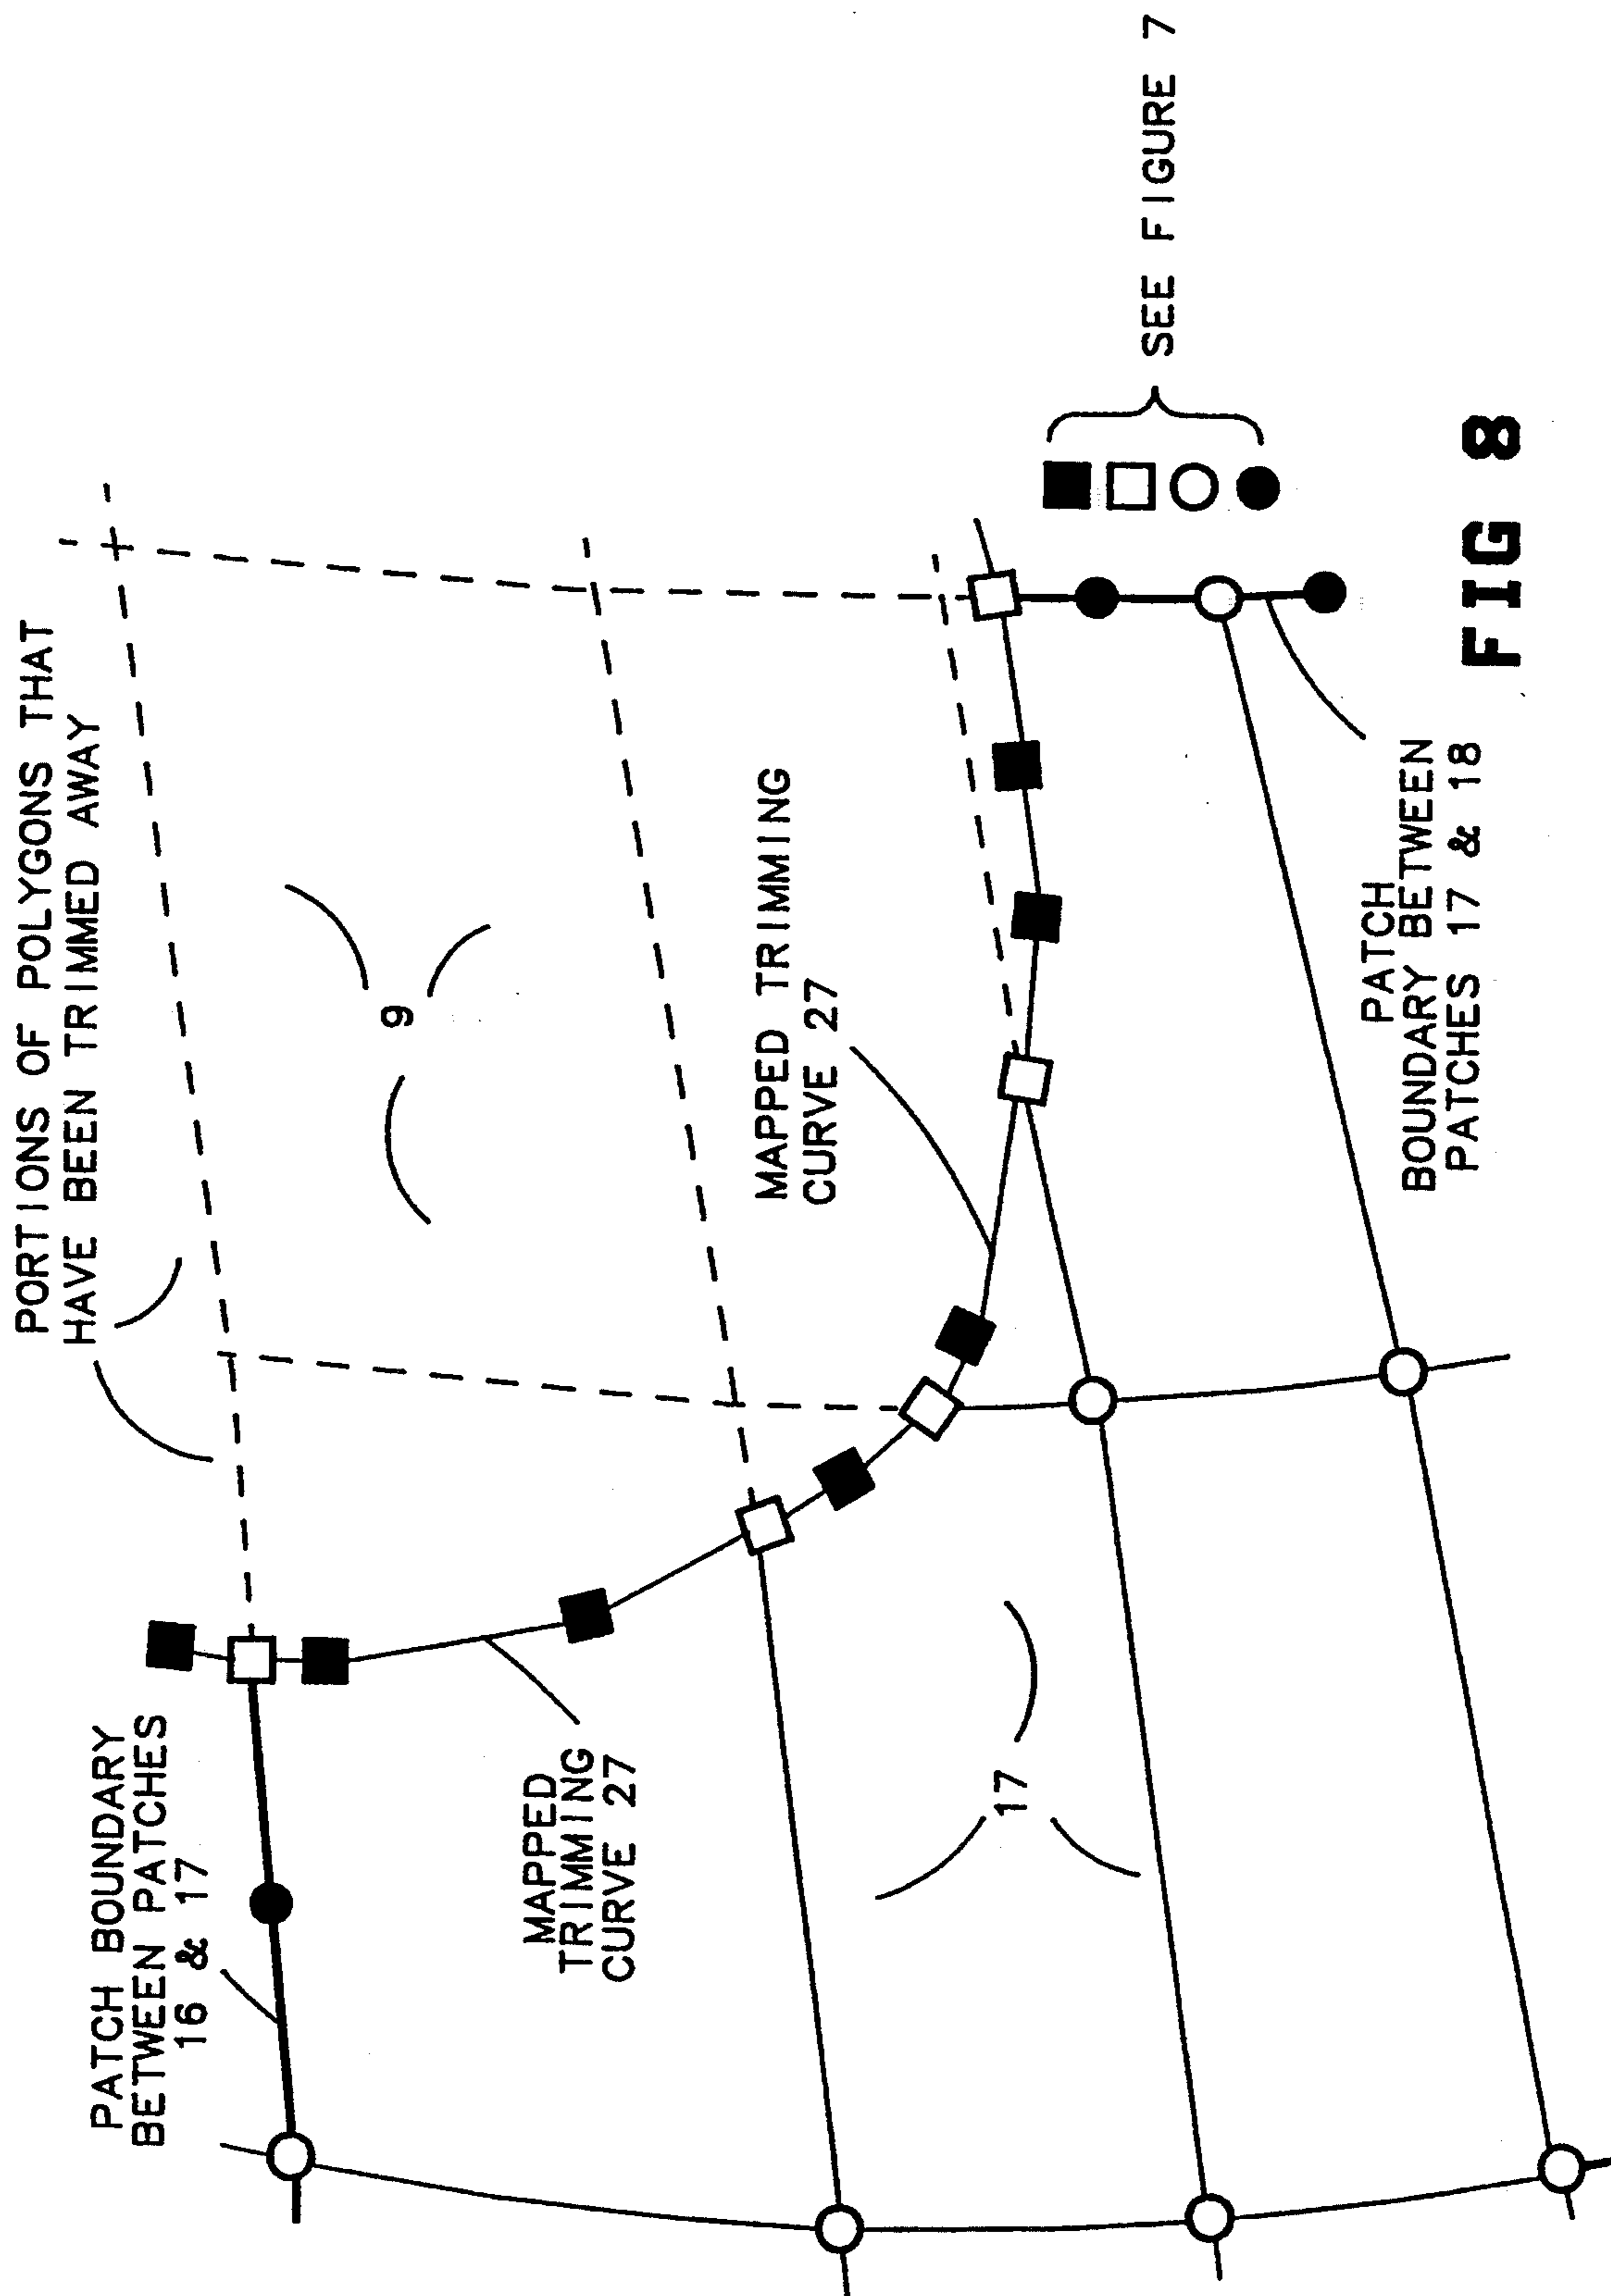 PORTIONS OF POLYGONS THAT
HAVE BEEN TRIMMED AWAY
PATCH BOUNDARY
BETWEEN PATCHES
16 & 17
9
MAPPED
TRIMMING
CURVE 27
MAPPED TRIMMING
CURVE 27
17
SEE FIGURE 7
PATCH
BOUNDARY BETWEEN
PATCHES 17 & 18
FIG 8